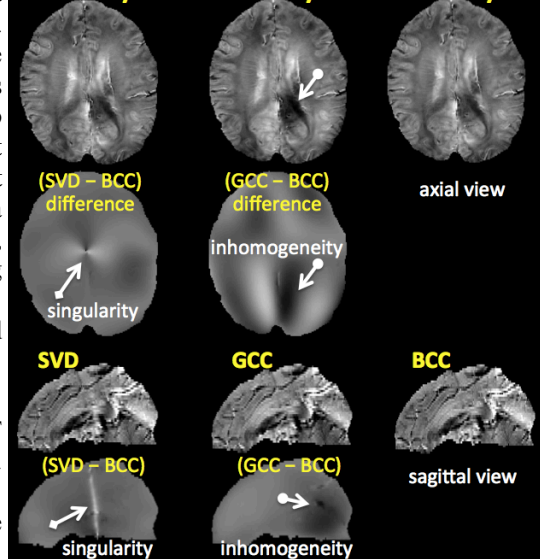 (SVD – BCC)
difference
(GCC – BCC)
difference
axial view
inhomogeneity
singularity
SVD
GCC
BCC
(SVD – BCC)
(GCC – BCC)
sagittal view
singularity
inhomogeneity